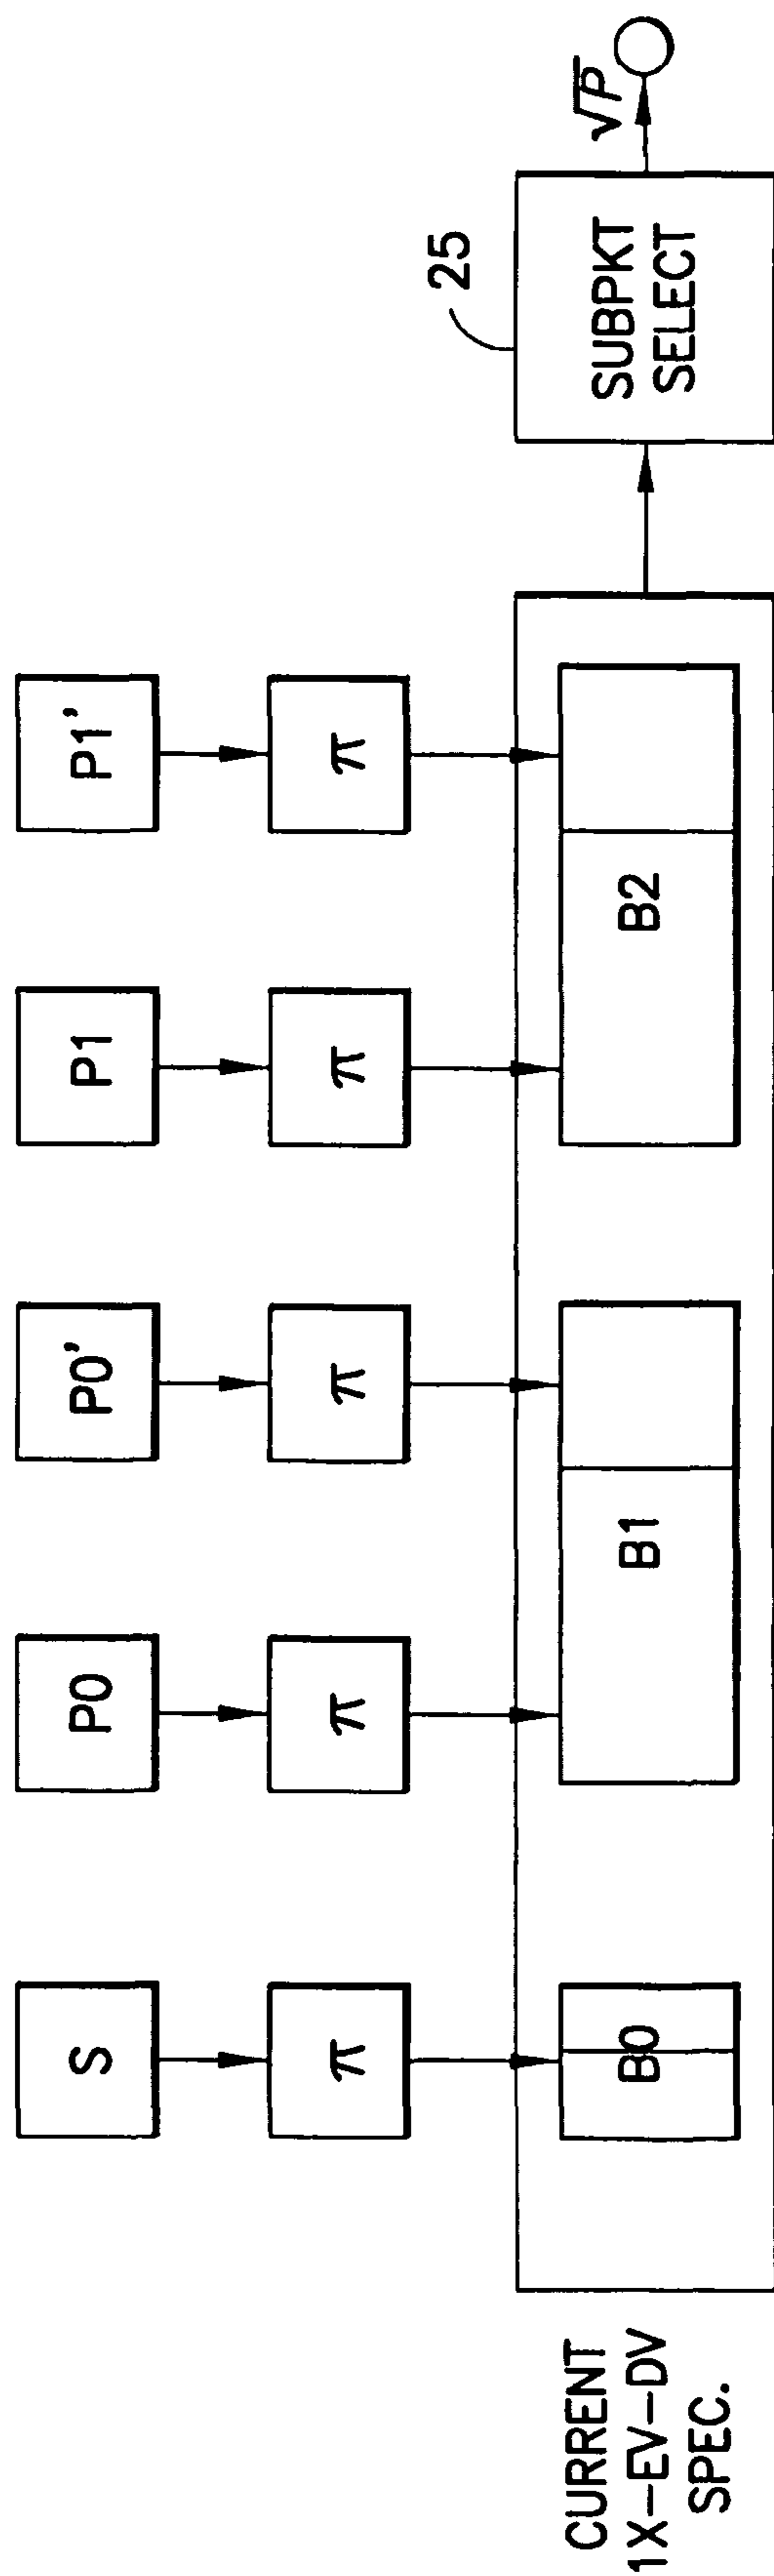 S
P0
P0'
P1
P1'
π
π
π
π
π
CURRENT
1X-EV-DV
SPEC.
B0
B1
B2
25
SUBPKT
SELECT
√P